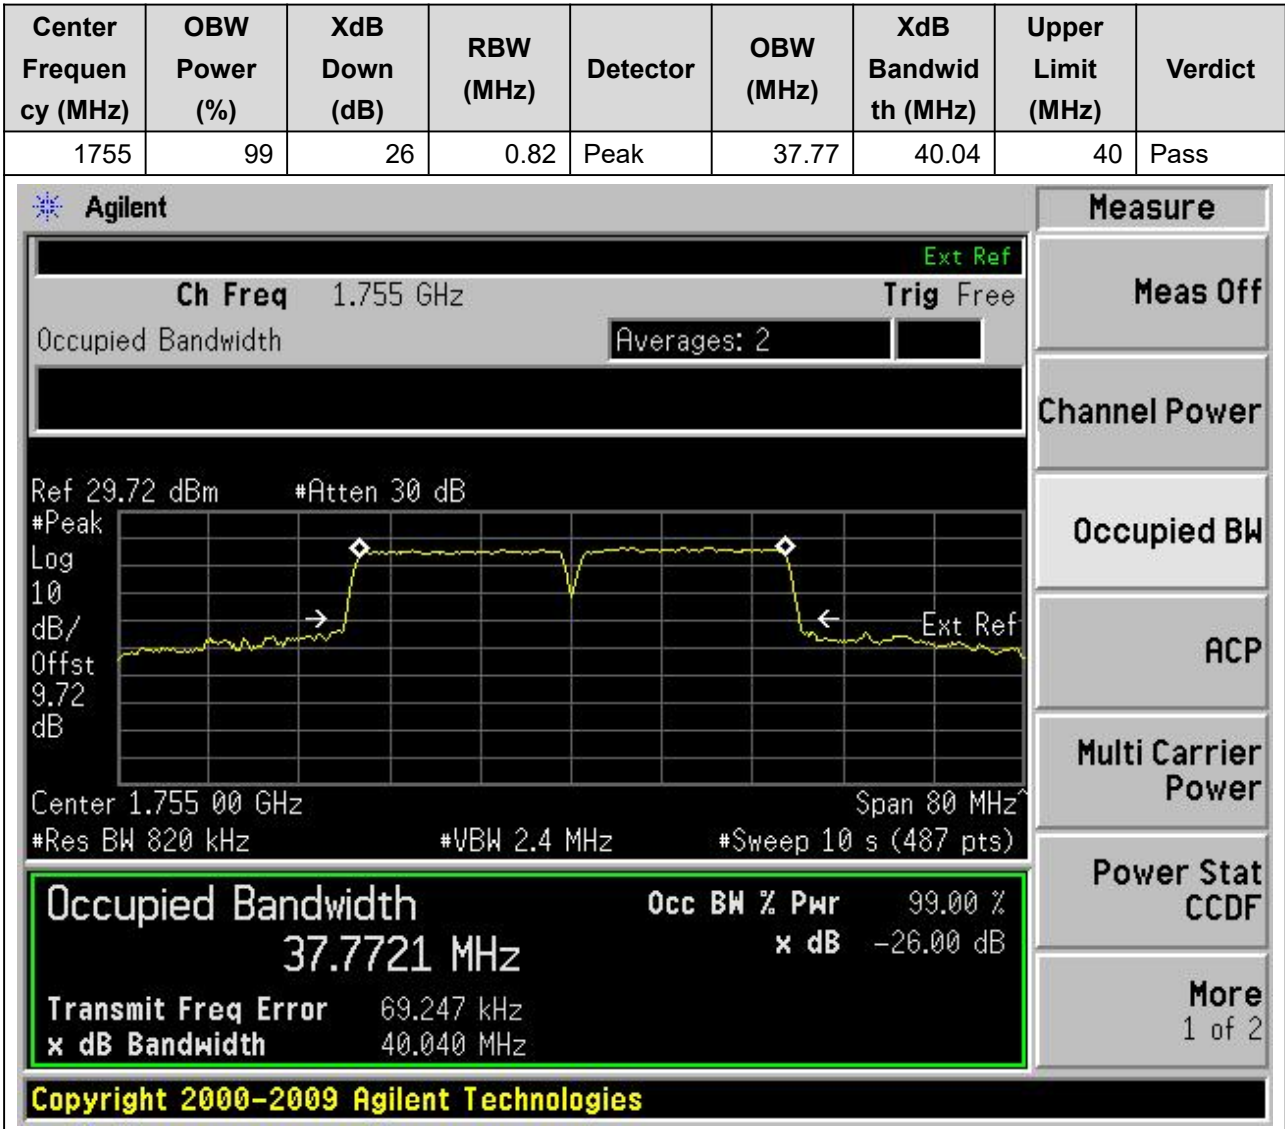 Center Frequen cy (MHz) OBW Power (%) XdB Down (dB) RBW (MHz) Detector OBW (MHz) XdB Bandwid th (MHz) Upper Limit (MHz) Verdict
1755 99 26 0.82 Peak 37.77 40.04 40 Pass
Agilent
Measure
Ext Ref
Ch Freq 1.755 GHz Trig Free
Meas Off
Occupied Bandwidth Averages: 2
Channel Power
Ref 29.72 dBm #Atten 30 dB
#Peak
Log
10
dB/
Offst
9.72
dB
Ext Ref
Occupied BW
ACP
Multi Carrier
Power
Center 1.755 00 GHz Span 80 MHz^
#Res BW 820 kHz #VBW 2.4 MHz #Sweep 10 s (487 pts)
Power Stat
CCDF
Occupied Bandwidth Occ BW % Pwr 99.00 %
37.7721 MHz x dB -26.00 dB
Transmit Freq Error 69.247 kHz
x dB Bandwidth 40.040 MHz
More
1 of 2
Copyright 2000-2009 Agilent Technologies